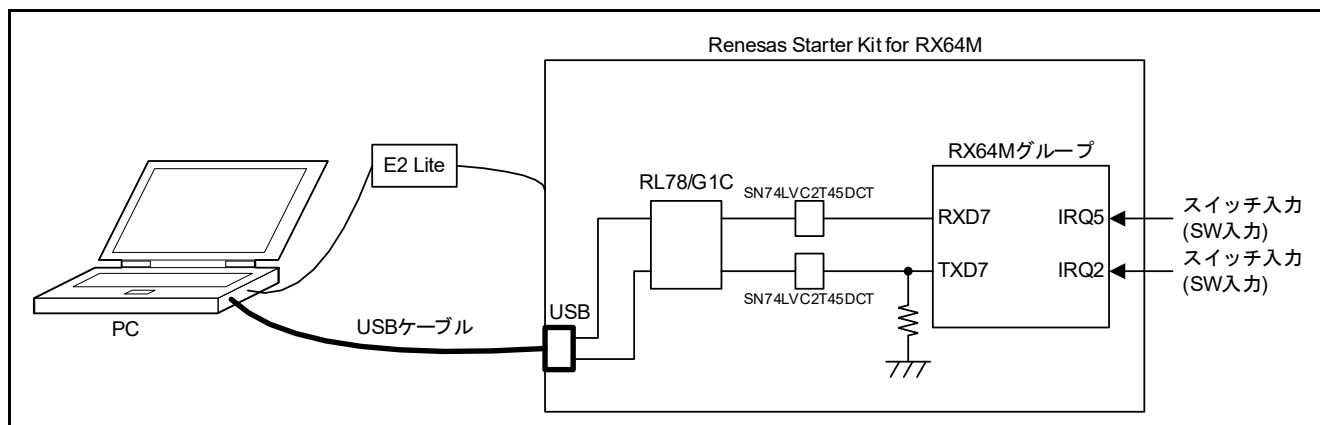 Renesas Starter Kit for RX64M
E2 Lite
RX64Mグループ
RL78/G1C
SN74LVC2T45DCT
RXD7
IRQ5
スイッチ入力
(SW入力)
TXD7
IRQ2
スイッチ入力
(SW入力)
SN74LVC2T45DCT
USB
PC
USBケーブル